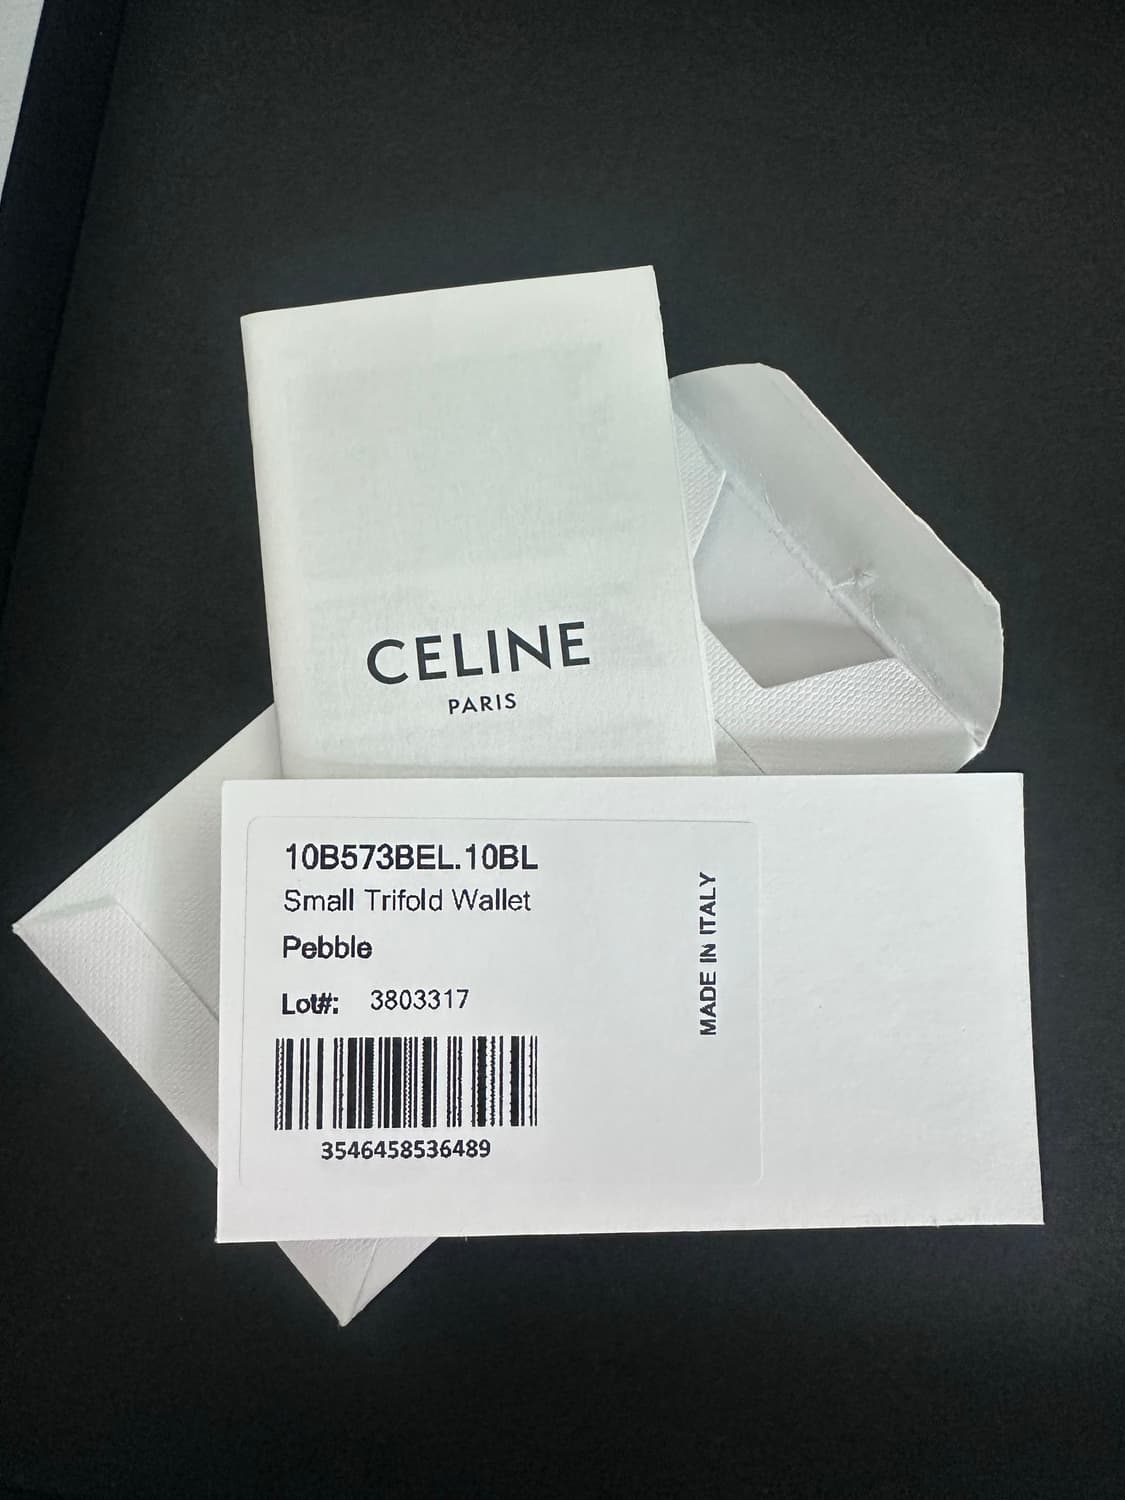 CELINE
PARIS
10B573BEL.10BL
Small Trifold Wallet
Pebble
Lot#: 3803317
3546458536489
MADE IN ITALY